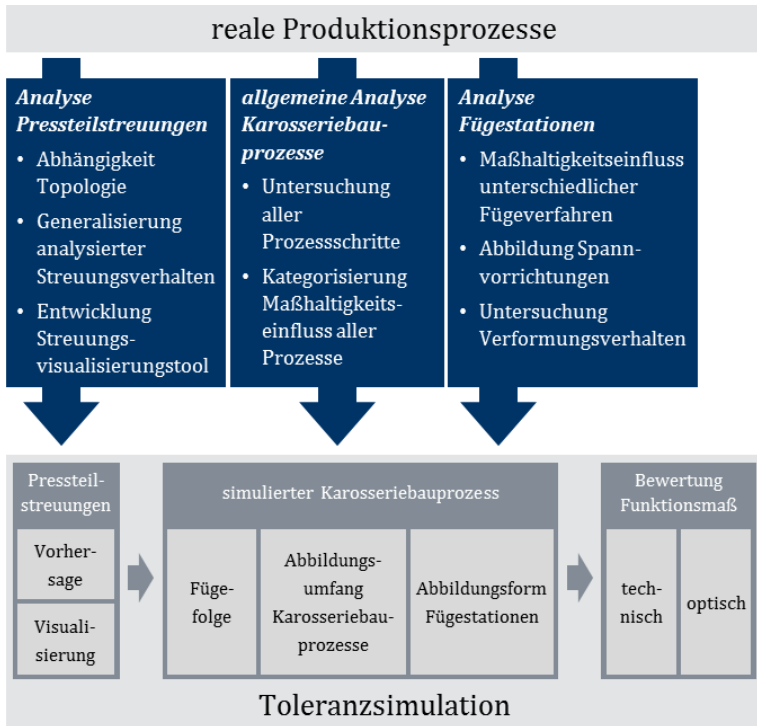 reale Produktionsprozesse
Analyse
Pressteilstreuungen
• Abhängigkeit
Topologie
• Generalisierung
analysierter
Streuungsverhalten
• Entwicklung
Streuungs-
visualisierungstool
allgemeine Analyse
Karosseriebau-
prozesse
• Untersuchung
aller
Prozessschritte
• Kategorisierung
Maßhaltigkeits-
einfluss aller
Prozesse
Analyse
Fügestationen
• Maßhaltigkeitseinfluss
unterschiedlicher
Fügeverfahren
• Abbildung Spann-
vorrichtungen
• Untersuchung
Verformungsverhalten
Pressteil-
streuungen
Vorher-
sage
Visuali-
sierung
simulierter Karosseriebauprozess
Füge-
folge
Abbildungs-
umfang
Karosseriebau-
prozesse
Abbildungsform
Fügestationen
Bewertung
Funktionsmaß
tech-
nisch
optisch
Toleranzsimulation